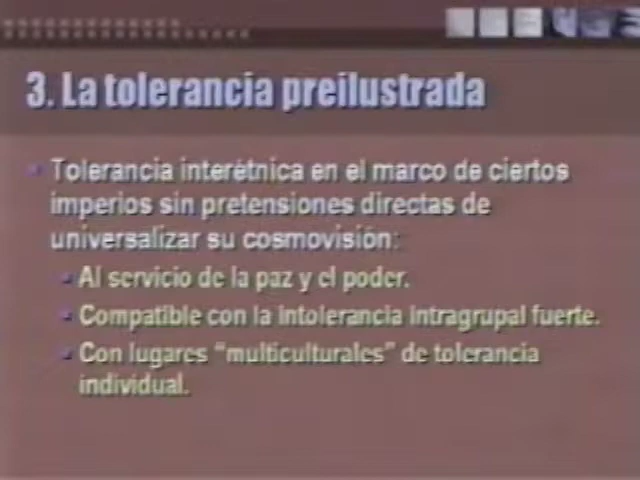 3. La tolerancia preilustrada
Tolerancia interétnica en el marco de ciertos
imperios sin pretensiones directas de
universalizar su cosmovisión:
Al servicio de la paz y el poder.
Compatible con la intolerancia intragrupal fuerte.
Con lugares “multiculturales” de tolerancia
individual.